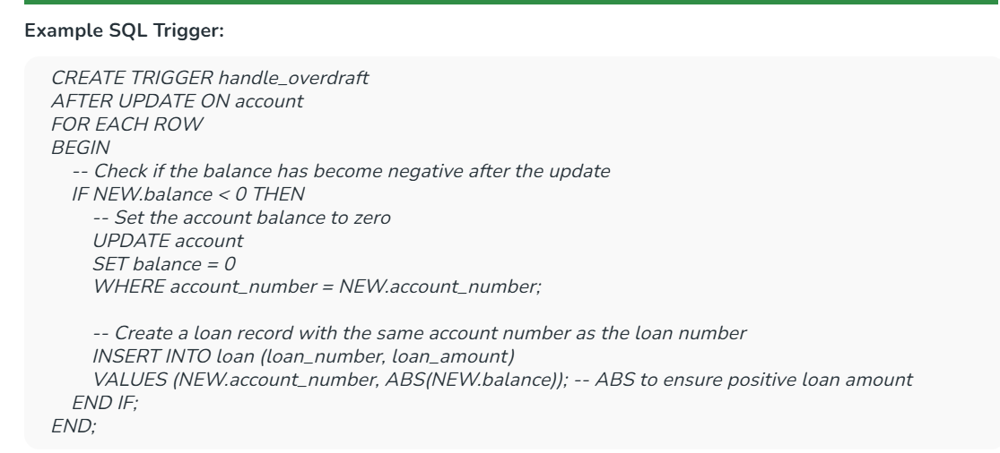 Example SQL Trigger:
CREATE TRIGGER handle_overdraft
AFTER UPDATE ON account
FOR EACH ROW
BEGIN
-- Check if the balance has become negative after the update
IF NEW.balance < 0 THEN
-- Set the account balance to zero
UPDATE account
SET balance = 0
WHERE account_number = NEW.account_number;
-- Create a loan record with the same account number as the loan number
INSERT INTO loan (loan_number, loan_amount)
VALUES (NEW.account_number, ABS(NEW.balance)); -- ABS to ensure positive loan amount
END IF;
END;